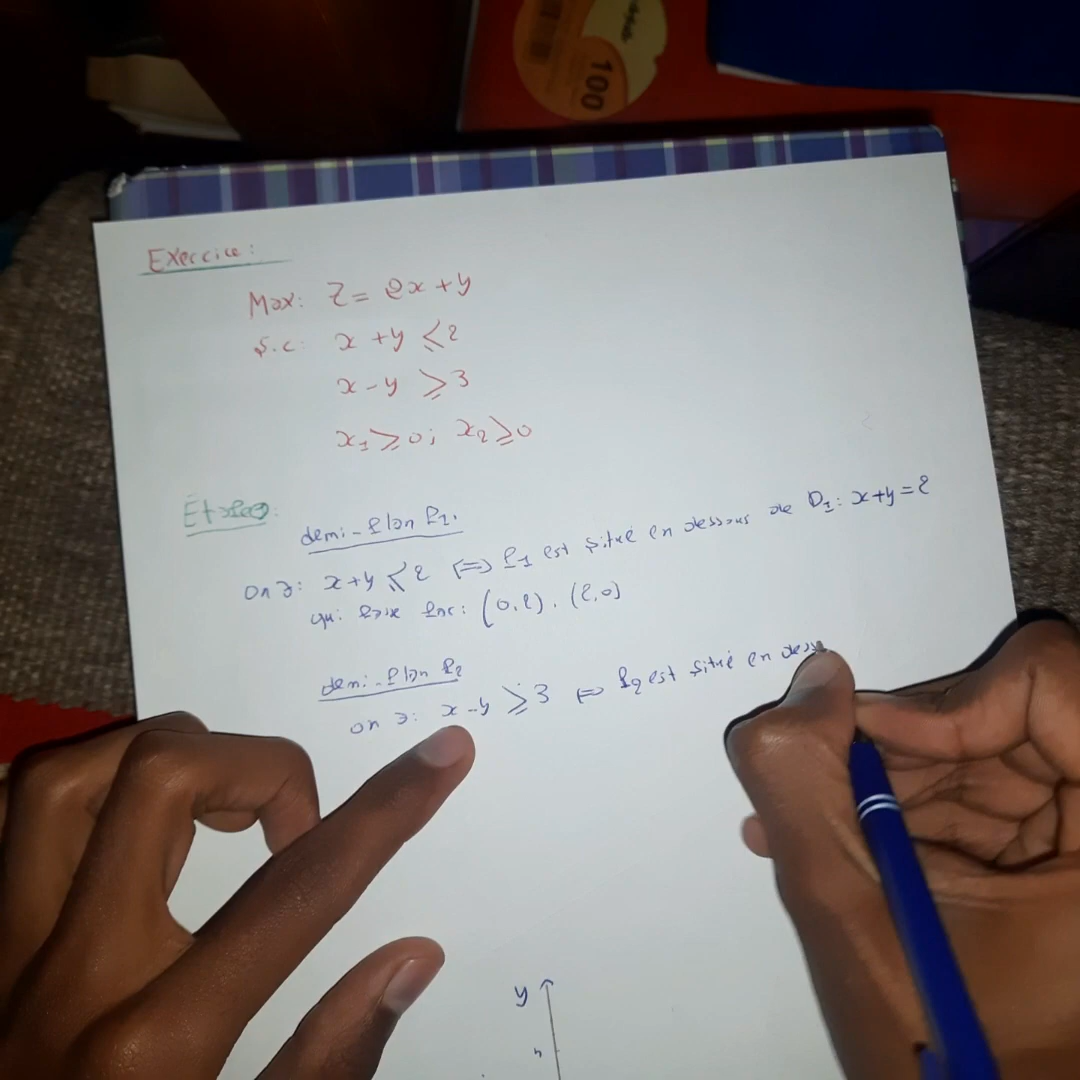 100
Exercice:
Max: Z = 2x + y
S.c: x + y ⩽ 2
x - y ⩾ 3
x₁ ⩾ 0; x₂ ⩾ 0
demi-plan P₁.
on a: x + y ⩽ 2 ⟺ P₁ est situé en dessous de D₁: x + y = 2
qui passe par: (0,2). (2,0)
demi-plan P₂
on a: x - y ⩾ 3 ⟺ P₂ est situé en dess
y
4